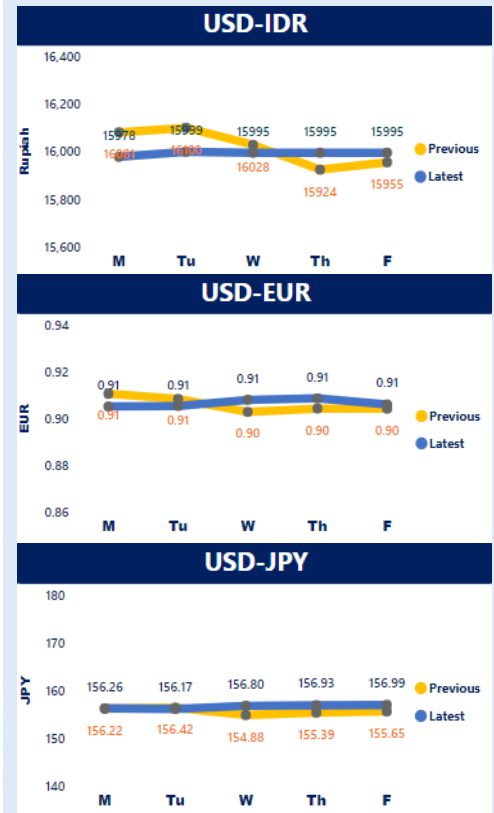 USD-IDR
16,400
16,200
16,000
15,800
15,600
Rupiah
15978 15999 15995 15995 15995
16081 16100 16028 15924 15955
M Tu W Th F
Previous
Latest
USD-EUR
0.94
0.92
0.90
0.88
0.86
EUR
0.91 0.91 0.91 0.91 0.91
0.91 0.91 0.90 0.90 0.90
M Tu W Th F
Previous
Latest
USD-JPY
180
170
160
150
140
JPY
156.26 156.17 156.80 156.93 156.99
156.22 156.42 154.88 155.39 155.65
M Tu W Th F
Previous
Latest